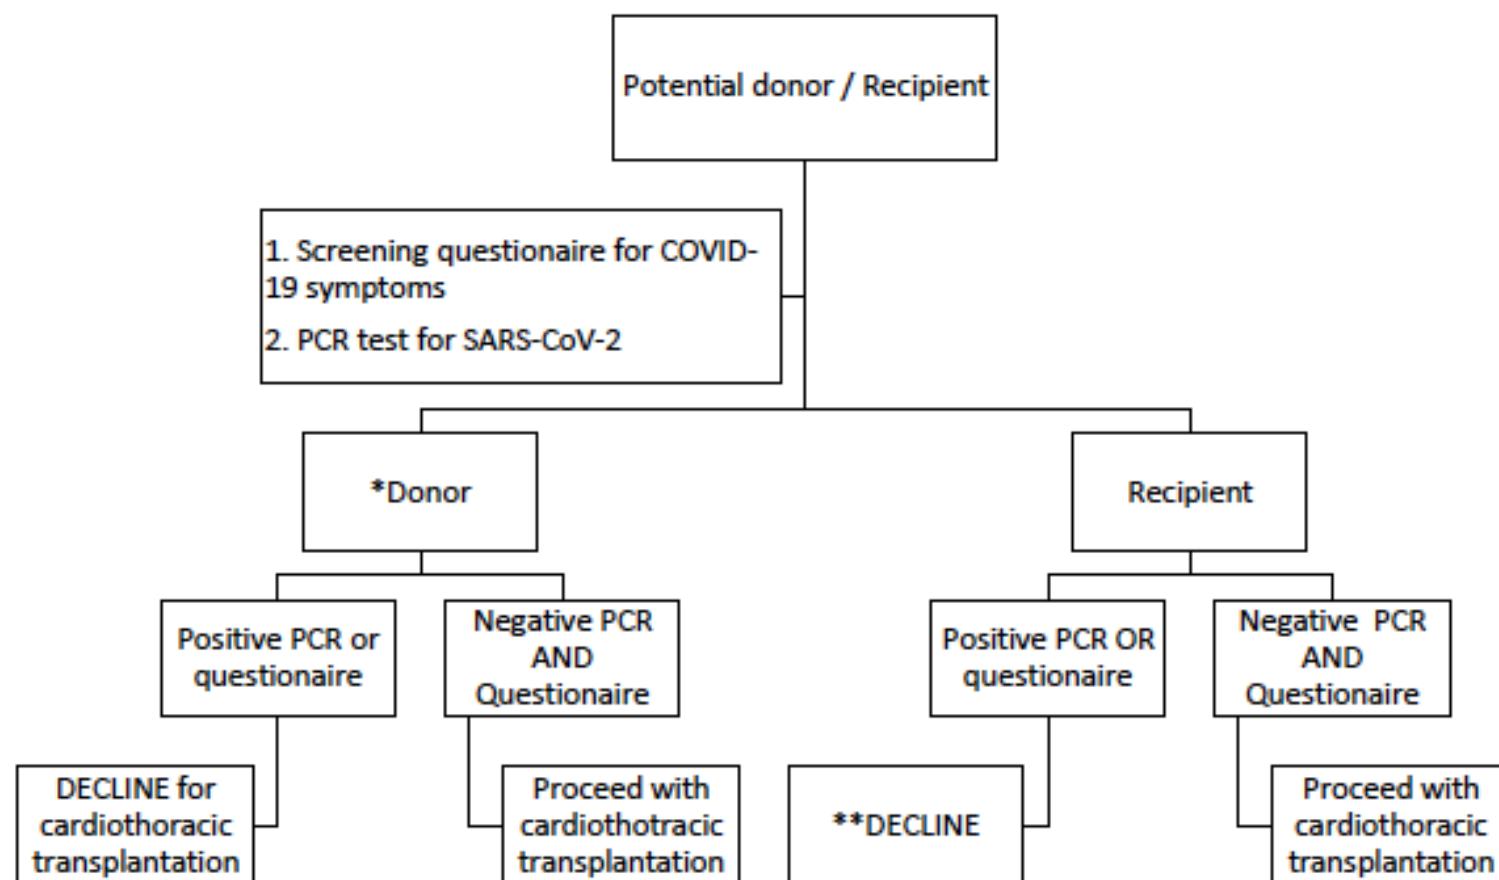 Potential donor / Recipient
1. Screening questionaire for COVID-
19 symptoms
2. PCR test for SARS-CoV-2
*Donor
Recipient
Positive PCR or
questionaire
Negative PCR
AND
Questionaire
Positive PCR OR
questionaire
Negative PCR
AND
Questionaire
DECLINE for
cardiothoracic
transplantation
Proceed with
cardiothotracic
transplantation
**DECLINE
Proceed with
cardiothoracic
transplantation